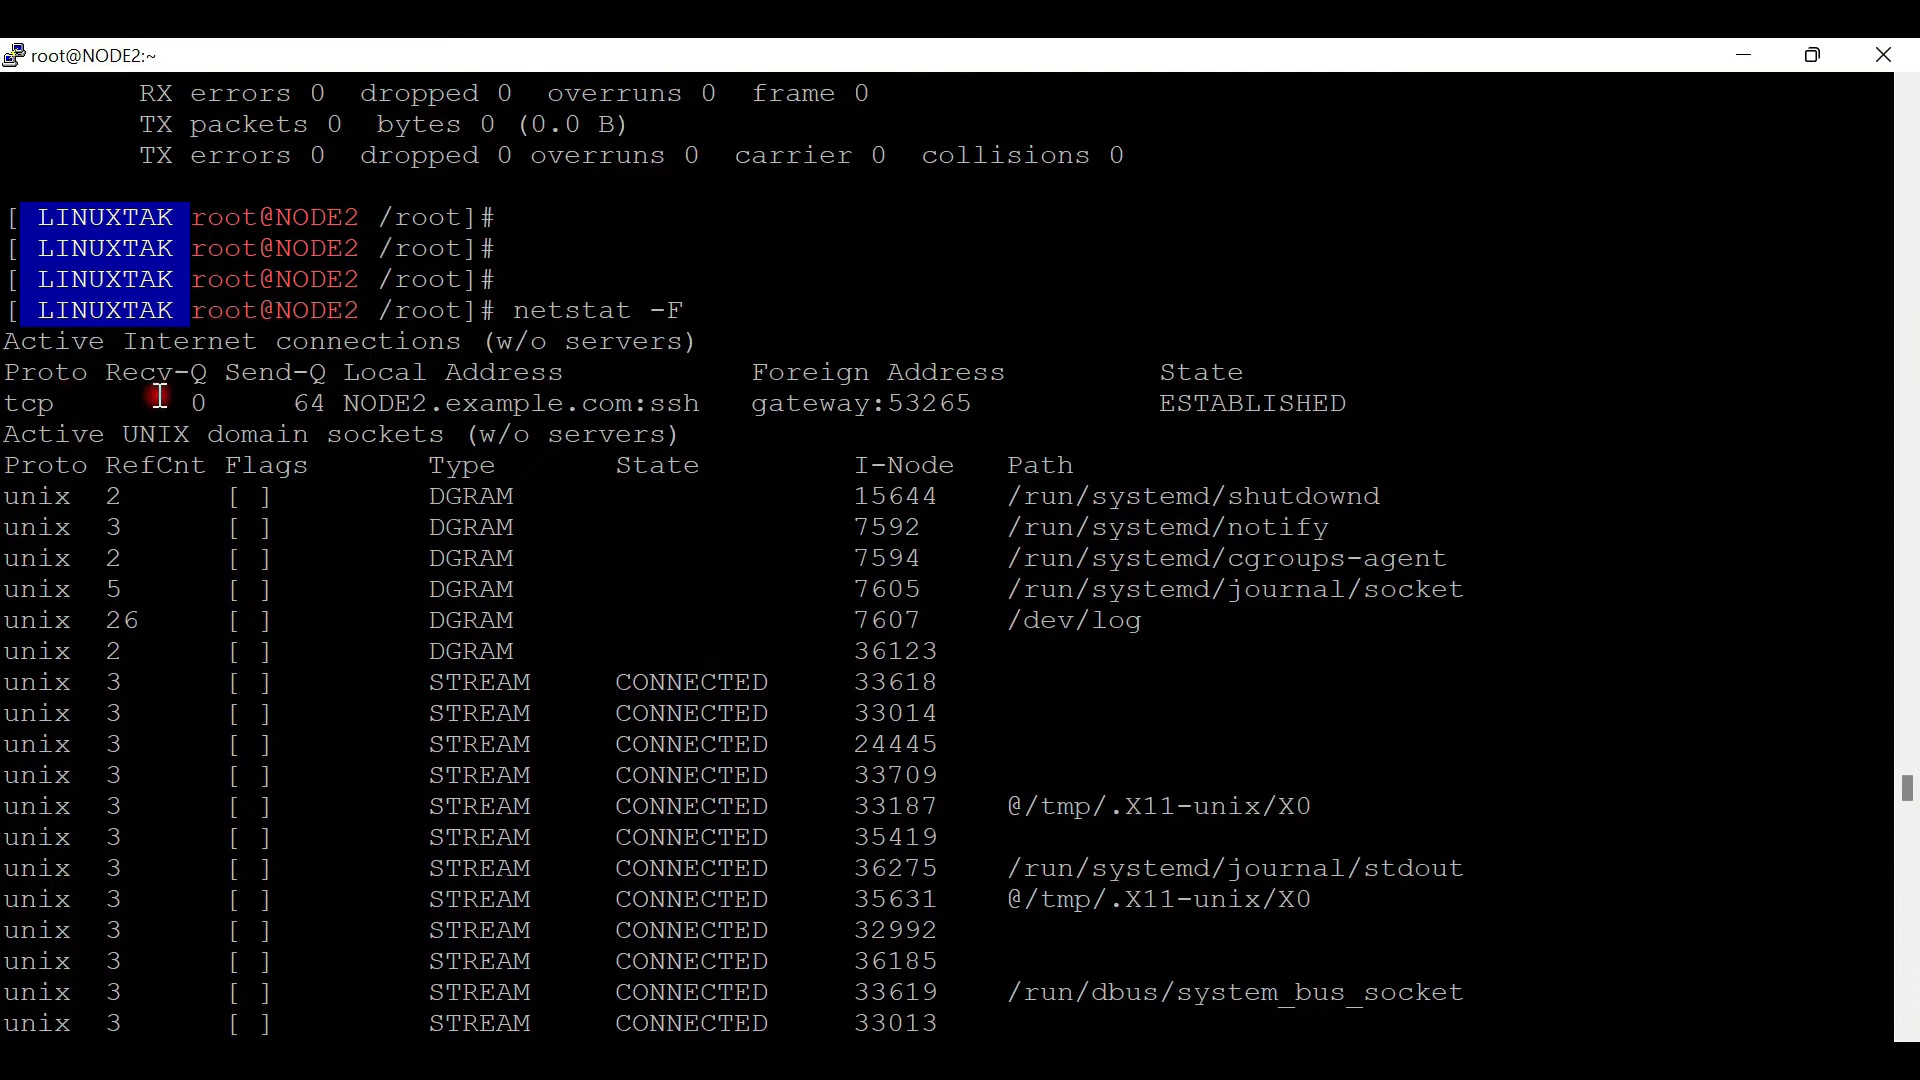 root@NODE2:~
RX errors 0 dropped 0 overruns 0 frame 0
TX packets 0 bytes 0 (0.0 B)
TX errors 0 dropped 0 overruns 0 carrier 0 collisions 0
[ LINUXTAK root@NODE2 /root]#
[ LINUXTAK root@NODE2 /root]#
[ LINUXTAK root@NODE2 /root]#
[ LINUXTAK root@NODE2 /root]# netstat -F
Active Internet connections (w/o servers)
Proto Recv-Q Send-Q Local Address Foreign Address State
tcp 0 64 NODE2.example.com:ssh gateway:53265 ESTABLISHED
Active UNIX domain sockets (w/o servers)
Proto RefCnt Flags Type State I-Node Path
unix 2 [ ] DGRAM 15644 /run/systemd/shutdownd
unix 3 [ ] DGRAM 7592 /run/systemd/notify
unix 2 [ ] DGRAM 7594 /run/systemd/cgroups-agent
unix 5 [ ] DGRAM 7605 /run/systemd/journal/socket
unix 26 [ ] DGRAM 7607 /dev/log
unix 2 [ ] DGRAM 36123
unix 3 [ ] STREAM CONNECTED 33618
unix 3 [ ] STREAM CONNECTED 33014
unix 3 [ ] STREAM CONNECTED 24445
unix 3 [ ] STREAM CONNECTED 33709
unix 3 [ ] STREAM CONNECTED 33187 @/tmp/.X11-unix/X0
unix 3 [ ] STREAM CONNECTED 35419
unix 3 [ ] STREAM CONNECTED 36275 /run/systemd/journal/stdout
unix 3 [ ] STREAM CONNECTED 35631 @/tmp/.X11-unix/X0
unix 3 [ ] STREAM CONNECTED 32992
unix 3 [ ] STREAM CONNECTED 36185
unix 3 [ ] STREAM CONNECTED 33619 /run/dbus/system_bus_socket
unix 3 [ ] STREAM CONNECTED 33013